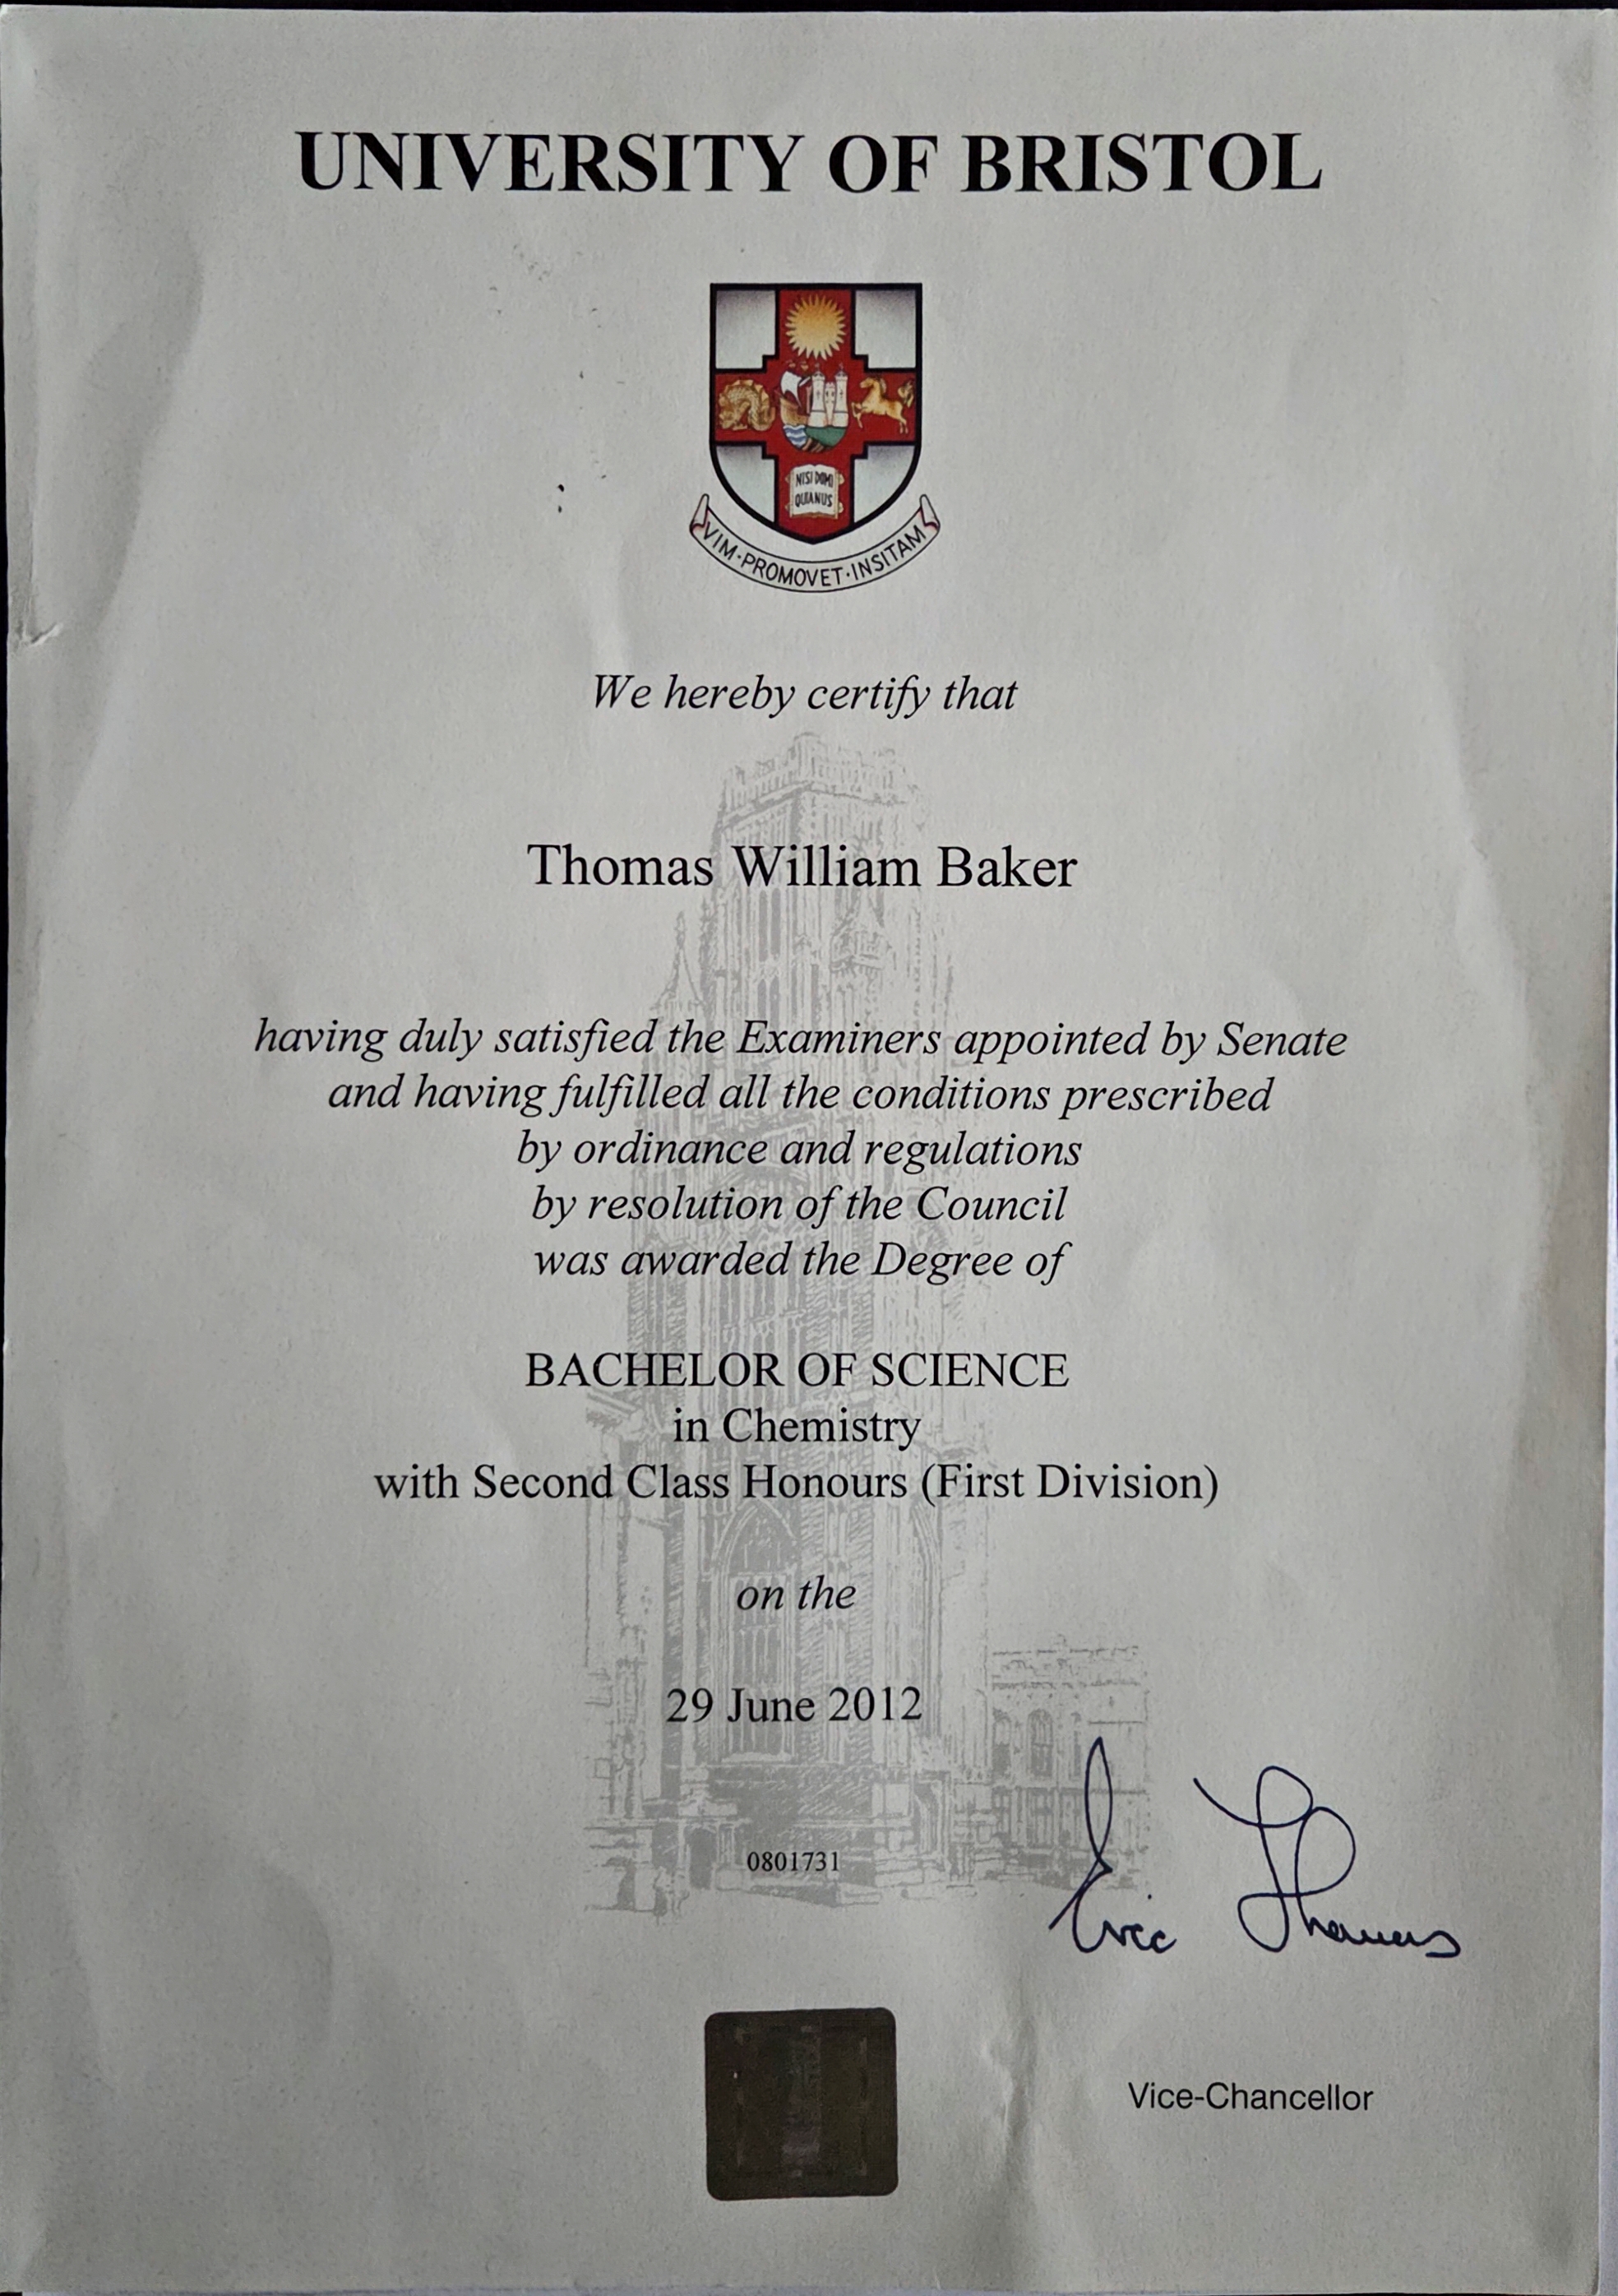 UNIVERSITY OF BRISTOL
NISI DOMI
QUIANUS
VIM·PROMOVET·INSITAM
We hereby certify that
Thomas William Baker
having duly satisfied the Examiners appointed by Senate
and having fulfilled all the conditions prescribed
by ordinance and regulations
by resolution of the Council
was awarded the Degree of
BACHELOR OF SCIENCE
in Chemistry
with Second Class Honours (First Division)
on the
29 June 2012
0801731
Eric Thomas
Vice-Chancellor